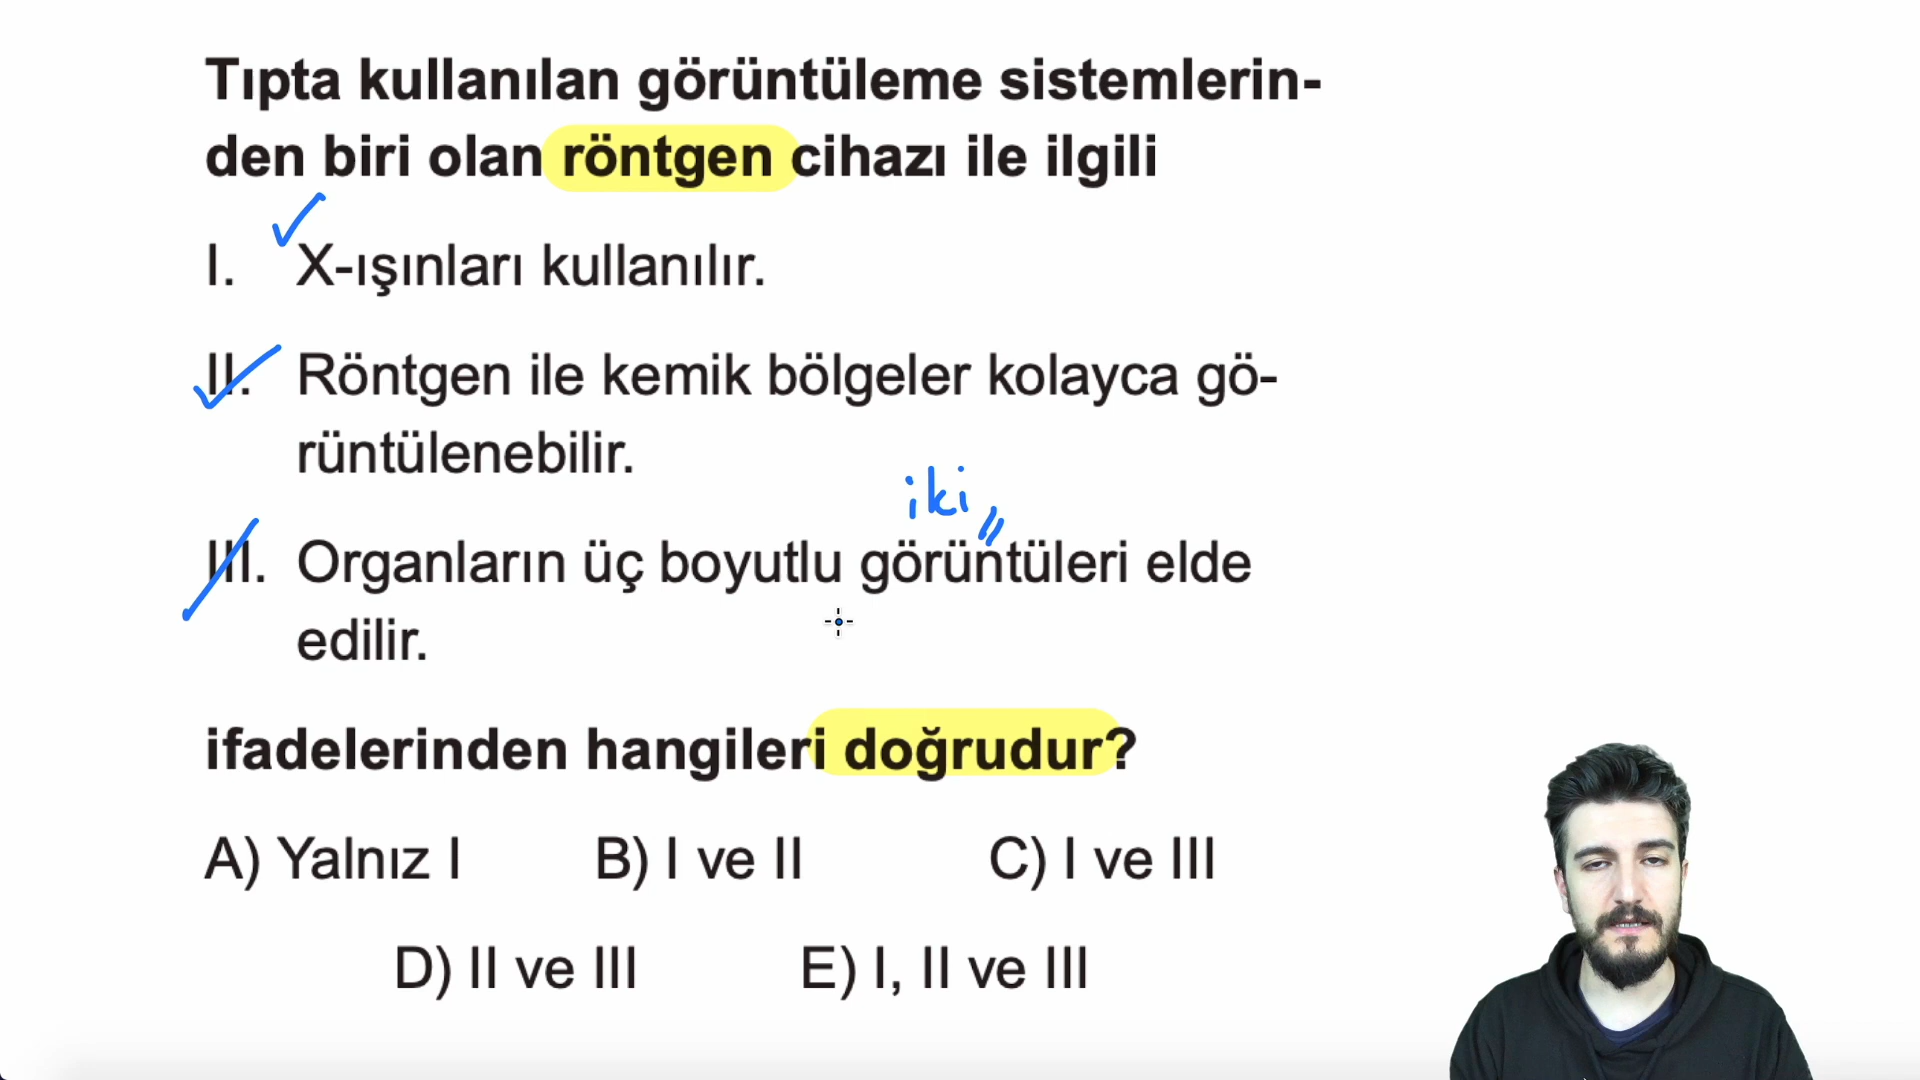 Tıpta kullanılan görüntüleme sistemlerin-
den biri olan röntgen cihazı ile ilgili
I. X-ışınları kullanılır.
II. Röntgen ile kemik bölgeler kolayca gö-
rüntülenebilir.
iki
III. Organların üç boyutlu görüntüleri elde
edilir.
ifadelerinden hangileri doğrudur?
A) Yalnız I B) I ve II C) I ve III
D) II ve III E) I, II ve III